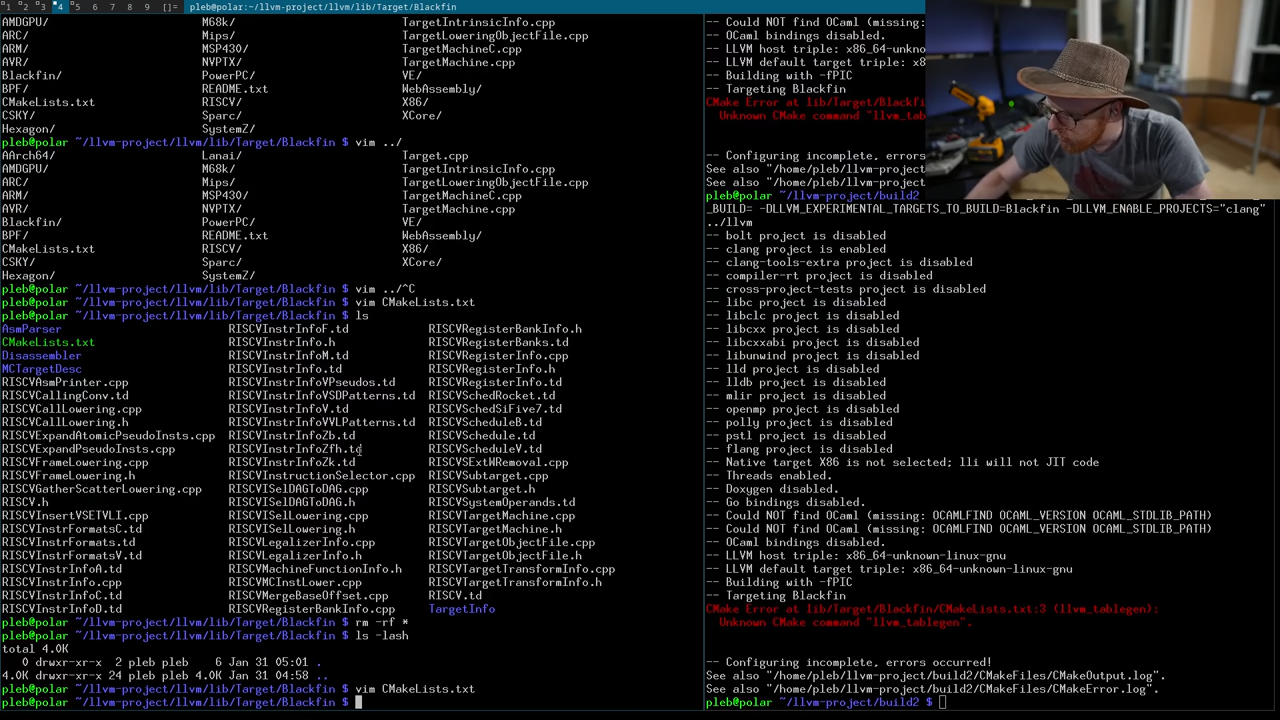 1 2 3 4 5 6 7 8 9 []= pleb@polar:~/llvm-project/llvm/lib/Target/Blackfin
AMDGPU/ M68k/ TargetIntrinsicInfo.cpp
ARC/ Mips/ TargetLoweringObjectFile.cpp
ARM/ MSP430/ TargetMachineC.cpp
AVR/ NVPTX/ TargetMachine.cpp
Blackfin/ PowerPC/ VE/
BPF/ README.txt WebAssembly/
CMakeLists.txt RISCV/ X86/
CSKY/ Sparc/ XCore/
Hexagon/ SystemZ/
pleb@polar ~/llvm-project/llvm/lib/Target/Blackfin $ vim ../
AArch64/ Lanai/ Target.cpp
AMDGPU/ M68k/ TargetIntrinsicInfo.cpp
ARC/ Mips/ TargetLoweringObjectFile.cpp
ARM/ MSP430/ TargetMachineC.cpp
AVR/ NVPTX/ TargetMachine.cpp
Blackfin/ PowerPC/ VE/
BPF/ README.txt WebAssembly/
CMakeLists.txt RISCV/ X86/
CSKY/ Sparc/ XCore/
Hexagon/ SystemZ/
pleb@polar ~/llvm-project/llvm/lib/Target/Blackfin $ vim ../^C
pleb@polar ~/llvm-project/llvm/lib/Target/Blackfin $ vim CMakeLists.txt
pleb@polar ~/llvm-project/llvm/lib/Target/Blackfin $ ls
AsmParser RISCVInstrInfoF.td RISCVRegisterBankInfo.h
CMakeLists.txt RISCVInstrInfo.h RISCVRegisterBanks.td
Disassembler RISCVInstrInfoM.td RISCVRegisterInfo.cpp
MCTargetDesc RISCVInstrInfo.td RISCVRegisterInfo.h
RISCVAsmPrinter.cpp RISCVInstrInfoVPseudos.td RISCVRegisterInfo.td
RISCVCallingConv.td RISCVInstrInfoVSDPatterns.td RISCVSchedRocket.td
RISCVCallLowering.cpp RISCVInstrInfoV.td RISCVSchedSiFive7.td
RISCVCallLowering.h RISCVInstrInfoVVLPatterns.td RISCVScheduleB.td
RISCVExpandAtomicPseudoInsts.cpp RISCVInstrInfoZb.td RISCVSchedule.td
RISCVExpandPseudoInsts.cpp RISCVInstrInfoZfh.td RISCVScheduleV.td
RISCVFrameLowering.cpp RISCVInstrInfoZk.td RISCVSExtWRemoval.cpp
RISCVFrameLowering.h RISCVInstructionSelector.cpp RISCVSubtarget.cpp
RISCVGatherScatterLowering.cpp RISCVISelDAGToDAG.cpp RISCVSubtarget.h
RISCV.h RISCVISelDAGToDAG.h RISCVSystemOperands.td
RISCVInsertVSETVLI.cpp RISCVISelLowering.cpp RISCVTargetMachine.cpp
RISCVInstrFormatsC.td RISCVISelLowering.h RISCVTargetMachine.h
RISCVInstrFormats.td RISCVLegalizerInfo.cpp RISCVTargetObjectFile.cpp
RISCVInstrFormatsV.td RISCVLegalizerInfo.h RISCVTargetObjectFile.h
RISCVInstrInfoA.td RISCVMachineFunctionInfo.h RISCVTargetTransformInfo.cpp
RISCVInstrInfo.cpp RISCVMCInstLower.cpp RISCVTargetTransformInfo.h
RISCVInstrInfoC.td RISCVMergeBaseOffset.cpp RISCV.td
RISCVInstrInfoD.td RISCVRegisterBankInfo.cpp TargetInfo
pleb@polar ~/llvm-project/llvm/lib/Target/Blackfin $ rm -rf *
pleb@polar ~/llvm-project/llvm/lib/Target/Blackfin $ ls -lash
total 4.0K
0 drwxr-xr-x 2 pleb pleb 6 Jan 31 05:01 .
4.0K drwxr-xr-x 24 pleb pleb 4.0K Jan 31 04:58 ..
pleb@polar ~/llvm-project/llvm/lib/Target/Blackfin $ vim CMakeLists.txt
pleb@polar ~/llvm-project/llvm/lib/Target/Blackfin $
-- Could NOT find OCaml (missing:
-- OCaml bindings disabled.
-- LLVM host triple: x86_64-unkno
-- LLVM default target triple: x8
-- Building with -fPIC
-- Targeting Blackfin
CMake Error at lib/Target/Blackfi
Unknown CMake command "llvm_tab
-- Configuring incomplete, errors
See also "/home/pleb/llvm-project
See also "/home/pleb/llvm-project
pleb@polar ~/llvm-project/build2
_BUILD= -DLLVM_EXPERIMENTAL_TARGETS_TO_BUILD=Blackfin -DLLVM_ENABLE_PROJECTS="clang"
../llvm
-- bolt project is disabled
-- clang project is enabled
-- clang-tools-extra project is disabled
-- compiler-rt project is disabled
-- cross-project-tests project is disabled
-- libc project is disabled
-- libclc project is disabled
-- libcxx project is disabled
-- libcxxabi project is disabled
-- libunwind project is disabled
-- lld project is disabled
-- lldb project is disabled
-- mlir project is disabled
-- openmp project is disabled
-- polly project is disabled
-- pstl project is disabled
-- flang project is disabled
-- Native target X86 is not selected; lli will not JIT code
-- Threads enabled.
-- Doxygen disabled.
-- Go bindings disabled.
-- Could NOT find OCaml (missing: OCAMLFIND OCAML_VERSION OCAML_STDLIB_PATH)
-- Could NOT find OCaml (missing: OCAMLFIND OCAML_VERSION OCAML_STDLIB_PATH)
-- OCaml bindings disabled.
-- LLVM host triple: x86_64-unknown-linux-gnu
-- LLVM default target triple: x86_64-unknown-linux-gnu
-- Building with -fPIC
-- Targeting Blackfin
CMake Error at lib/Target/Blackfin/CMakeLists.txt:3 (llvm_tablegen):
Unknown CMake command "llvm_tablegen".
-- Configuring incomplete, errors occurred!
See also "/home/pleb/llvm-project/build2/CMakeFiles/CMakeOutput.log".
See also "/home/pleb/llvm-project/build2/CMakeFiles/CMakeError.log".
pleb@polar ~/llvm-project/build2 $